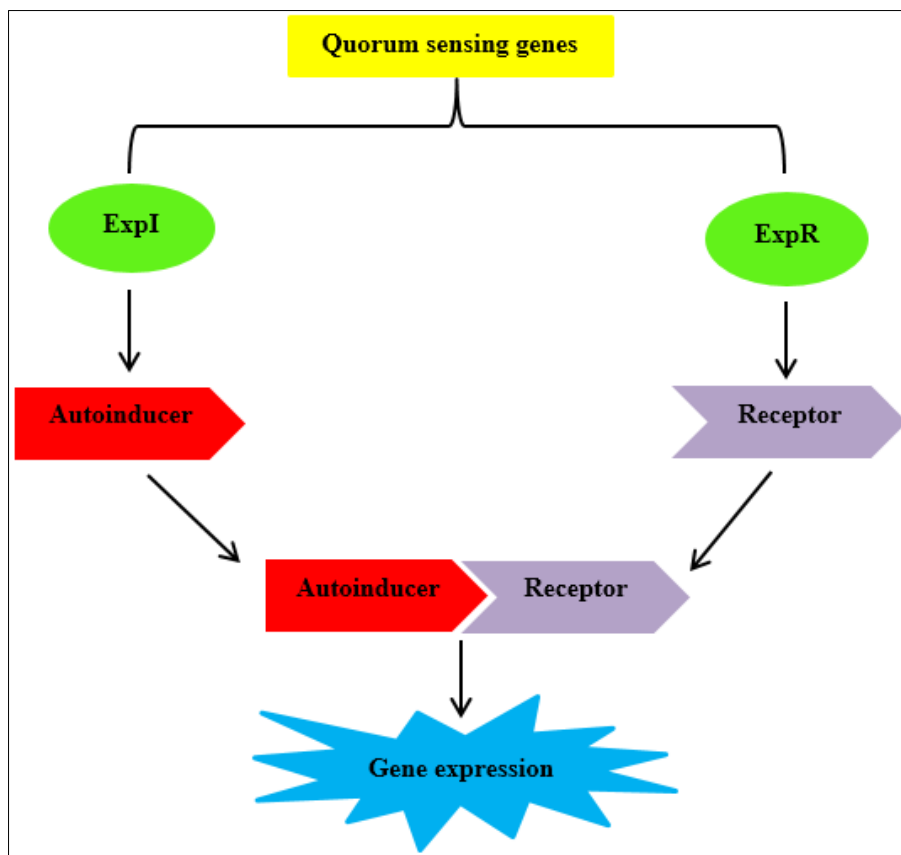 Quorum sensing genes
ExpI
ExpR
Autoinducer
Receptor
Autoinducer
Receptor
Gene expression